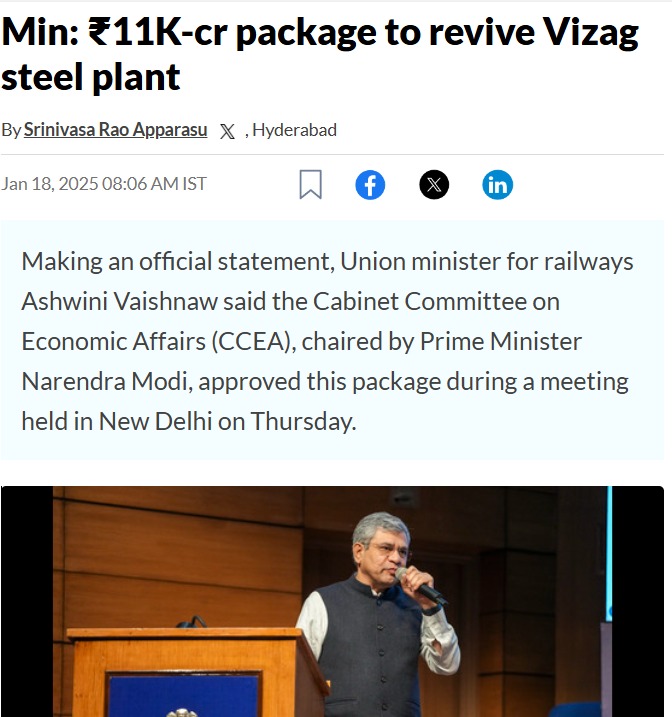 Min: ₹11K-cr package to revive Vizag
steel plant
By Srinivasa Rao Apparasu X , Hyderabad
Jan 18, 2025 08:06 AM IST
Making an official statement, Union minister for railways
Ashwini Vaishnaw said the Cabinet Committee on
Economic Affairs (CCEA), chaired by Prime Minister
Narendra Modi, approved this package during a meeting
held in New Delhi on Thursday.